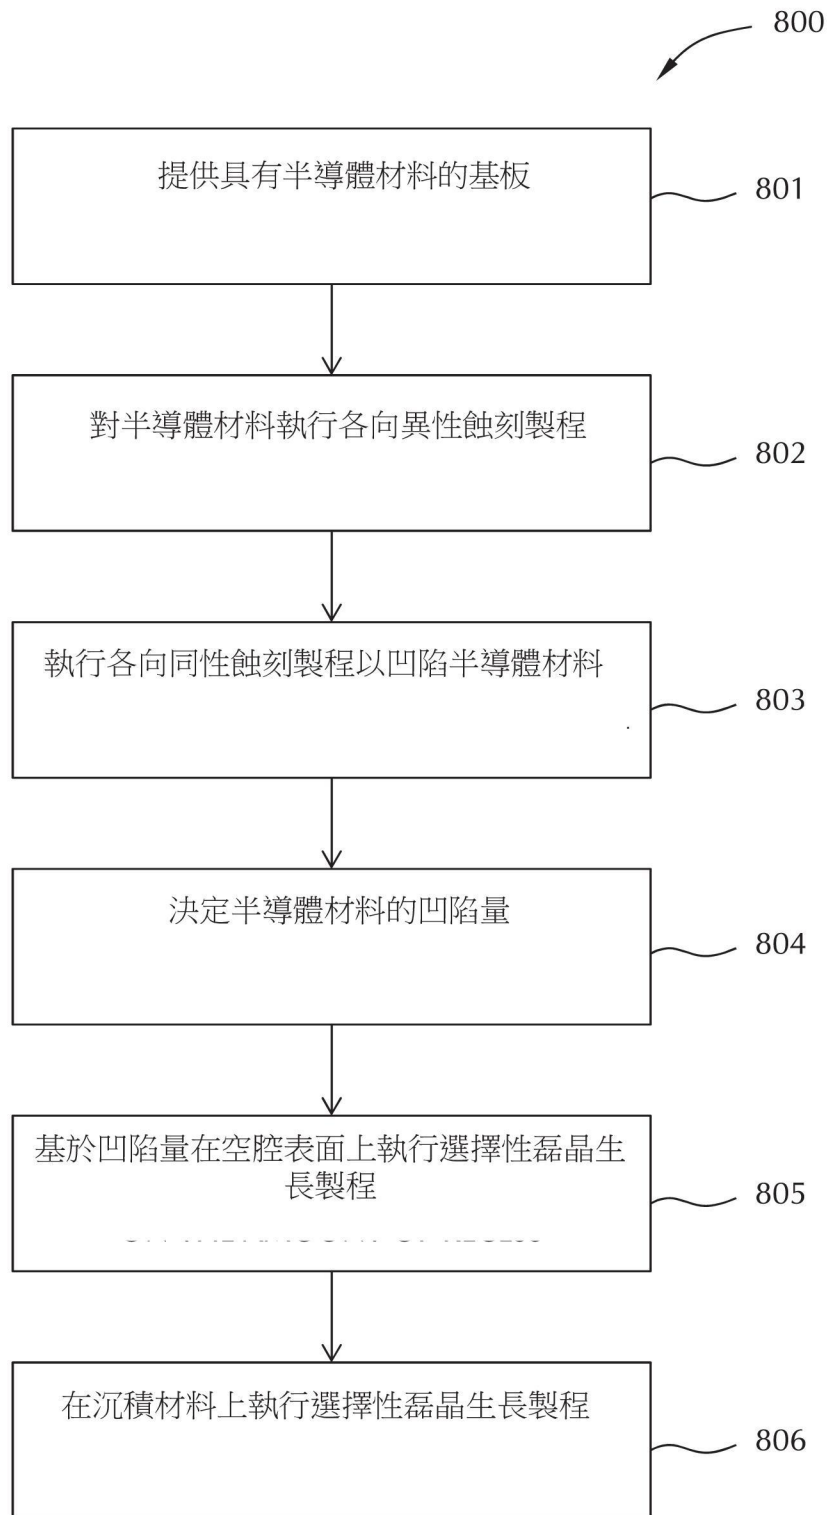 800
提供具有半導體材料的基板
801
對半導體材料執行各向異性蝕刻製程
802
執行各向同性蝕刻製程以凹陷半導體材料
803
決定半導體材料的凹陷量
804
基於凹陷量在空腔表面上執行選擇性磊晶生
長製程
805
在沉積材料上執行選擇性磊晶生長製程
806